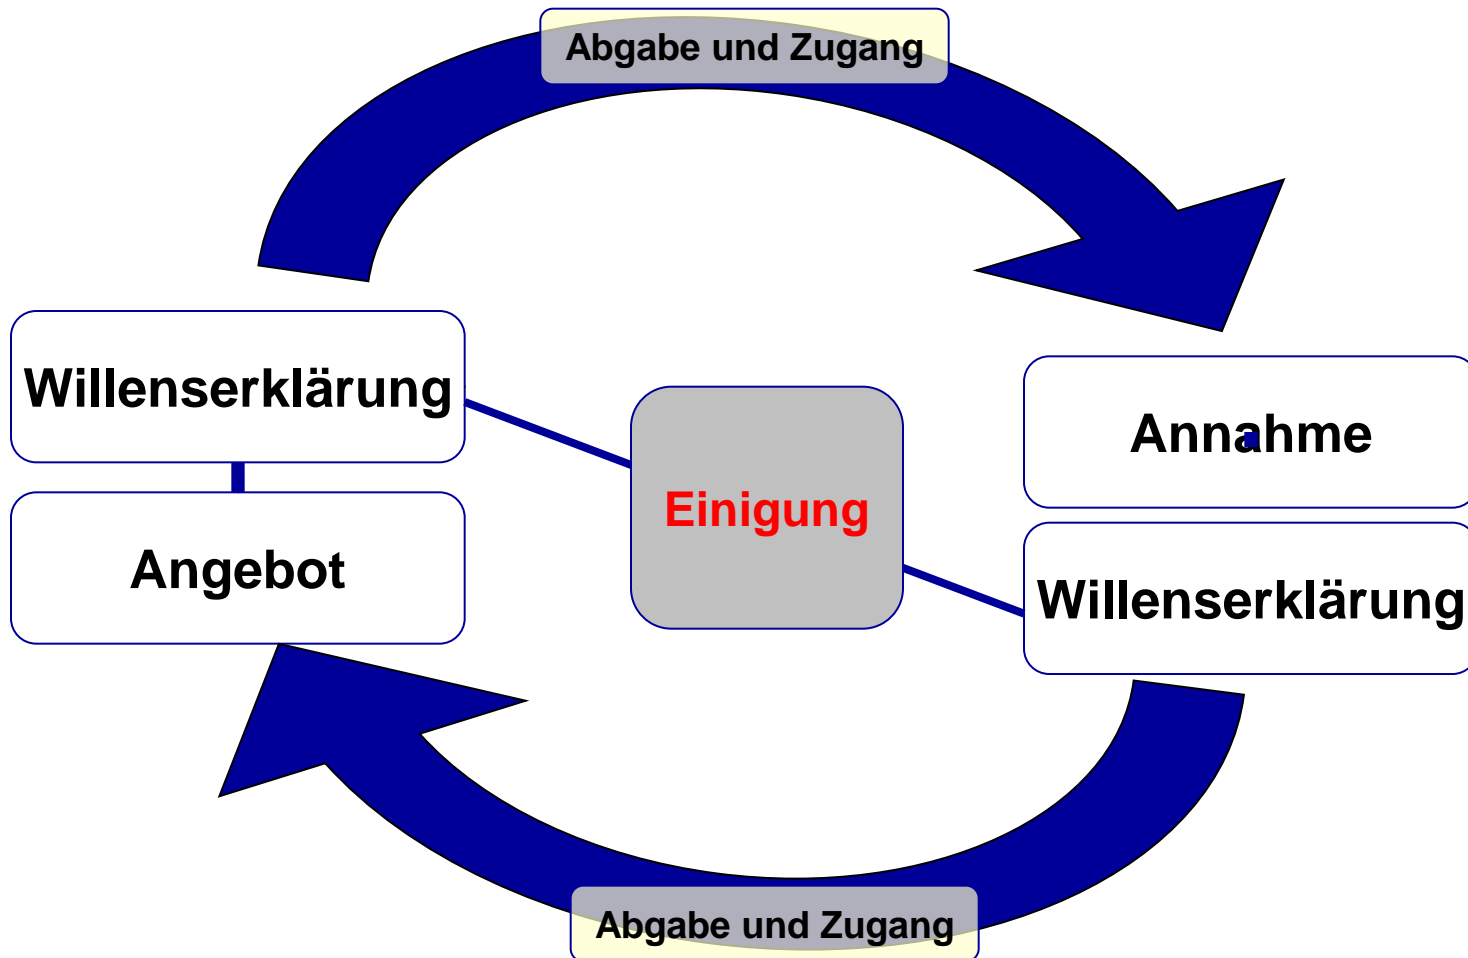 Abgabe und Zugang
Willenserklärung
Angebot
Einigung
Annahme
Willenserklärung
Abgabe und Zugang